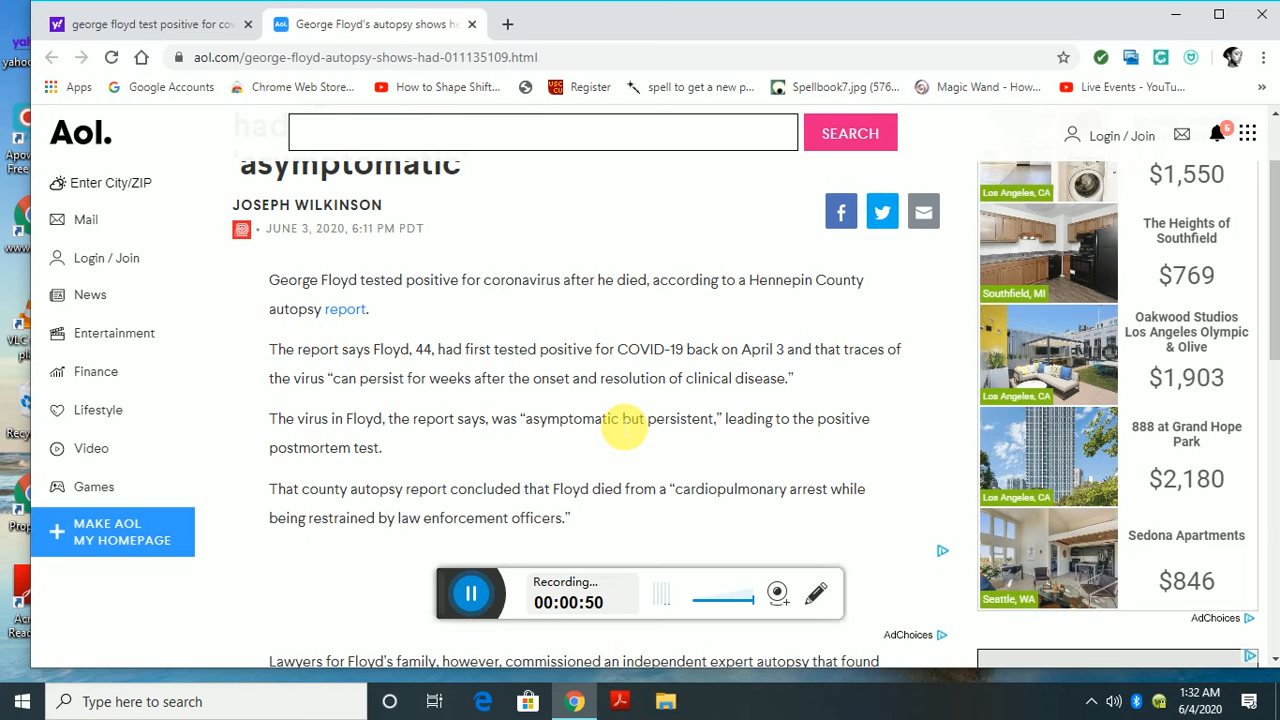 george floyd test positive for cov
George Floyd's autopsy shows he
aol.com/george-floyd-autopsy-shows-had-011135109.html
Apps
Google Accounts
Chrome Web Store...
How to Shape Shift...
Register
spell to get a new p...
Spellbook7.jpg (576...
Magic Wand - How...
Live Events - YouTu...
Aol.
had
SEARCH
Login / Join
6
asymptomatic
JOSEPH WILKINSON
• JUNE 3, 2020, 6:11 PM PDT
Enter City/ZIP
Mail
Login / Join
News
Entertainment
Finance
Lifestyle
Video
Games
MAKE AOL
MY HOMEPAGE
George Floyd tested positive for coronavirus after he died, according to a Hennepin County
autopsy report.
The report says Floyd, 44, had first tested positive for COVID-19 back on April 3 and that traces of
the virus “can persist for weeks after the onset and resolution of clinical disease.”
The virus in Floyd, the report says, was “asymptomatic but persistent,” leading to the positive
postmortem test.
That county autopsy report concluded that Floyd died from a “cardiopulmonary arrest while
being restrained by law enforcement officers.”
Recording...
00:00:50
AdChoices
Lawyers for Floyd’s family, however, commissioned an independent expert autopsy that found
Los Angeles, CA
$1,550
The Heights of
Southfield
$769
Southfield, MI
Oakwood Studios
Los Angeles Olympic
& Olive
$1,903
Los Angeles, CA
888 at Grand Hope
Park
$2,180
Los Angeles, CA
Sedona Apartments
$846
Seattle, WA
AdChoices
Type here to search
1:32 AM
6/4/2020